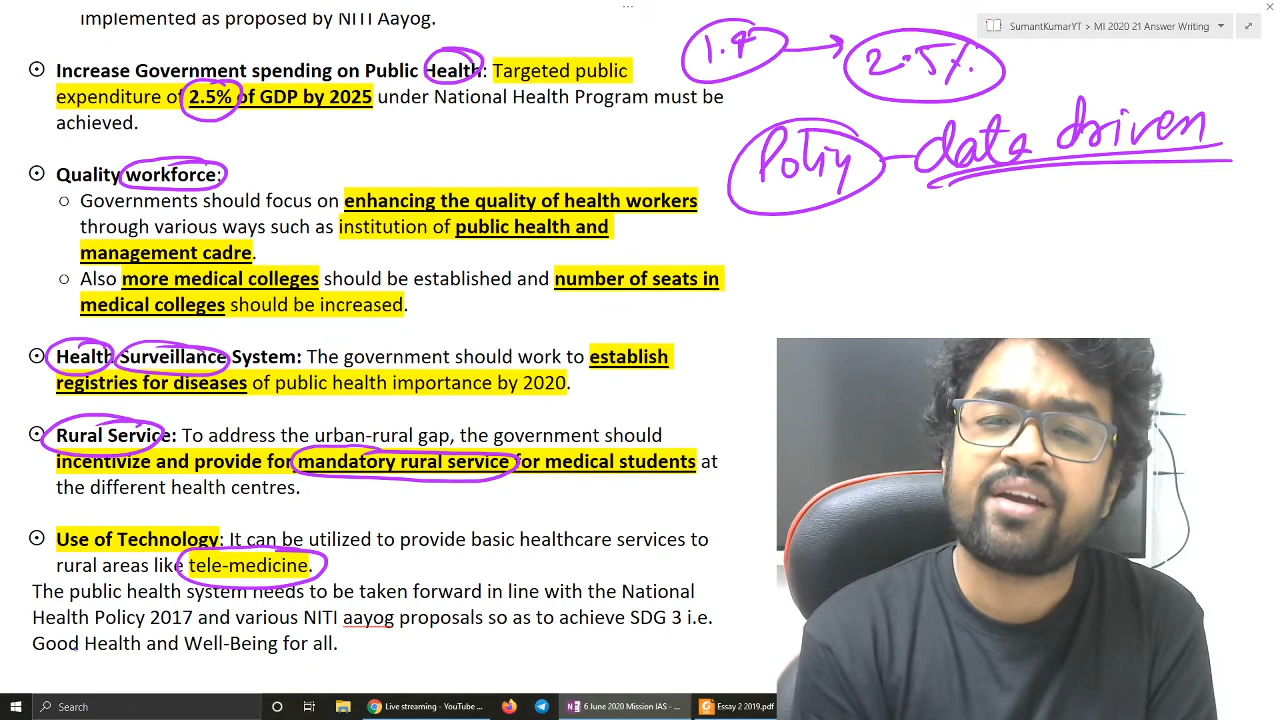 implemented as proposed by NITI Aayog.
SumantKumarYT > MI 2020 21 Answer Writing
1.4 → 2.5%
Increase Government spending on Public Health: Targeted public
expenditure of 2.5% of GDP by 2025 under National Health Program must be
achieved.
Policy - data driven
Quality workforce:
Governments should focus on enhancing the quality of health workers
through various ways such as institution of public health and
management cadre.
Also more medical colleges should be established and number of seats in
medical colleges should be increased.
Health Surveillance System: The government should work to establish
registries for diseases of public health importance by 2020.
Rural Service: To address the urban-rural gap, the government should
incentivize and provide for mandatory rural service for medical students at
the different health centres.
Use of Technology: It can be utilized to provide basic healthcare services to
rural areas like tele-medicine.
The public health system needs to be taken forward in line with the National
Health Policy 2017 and various NITI aayog proposals so as to achieve SDG 3 i.e.
Good Health and Well-Being for all.
Search
Live streaming - YouTube ...
6 June 2020 Mission IAS - ...
Essay 2 2019.pdf